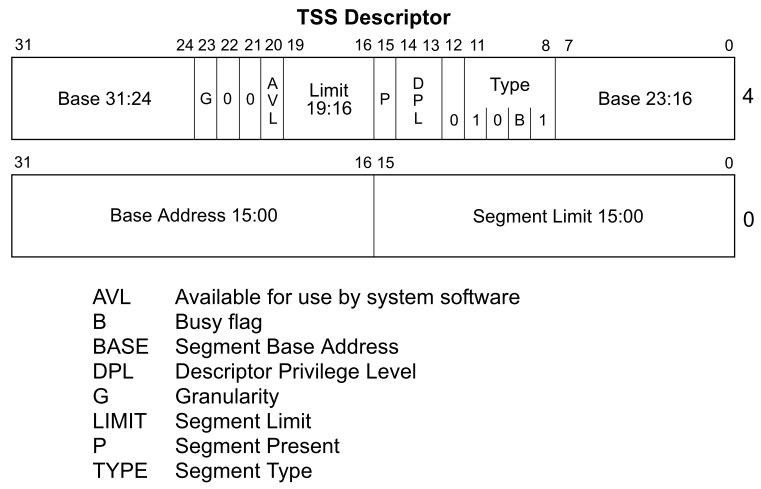 TSS Descriptor
31 24 23 22 21 20 19 16 15 14 13 12 11 8 7 0
Base 31:24 G 0 0 AVL Limit 19:16 P DPL 0 Type 1 0 B 1 Base 23:16 4
31 16 15 0
Base Address 15:00 Segment Limit 15:00 0
AVL Available for use by system software
B Busy flag
BASE Segment Base Address
DPL Descriptor Privilege Level
G Granularity
LIMIT Segment Limit
P Segment Present
TYPE Segment Type